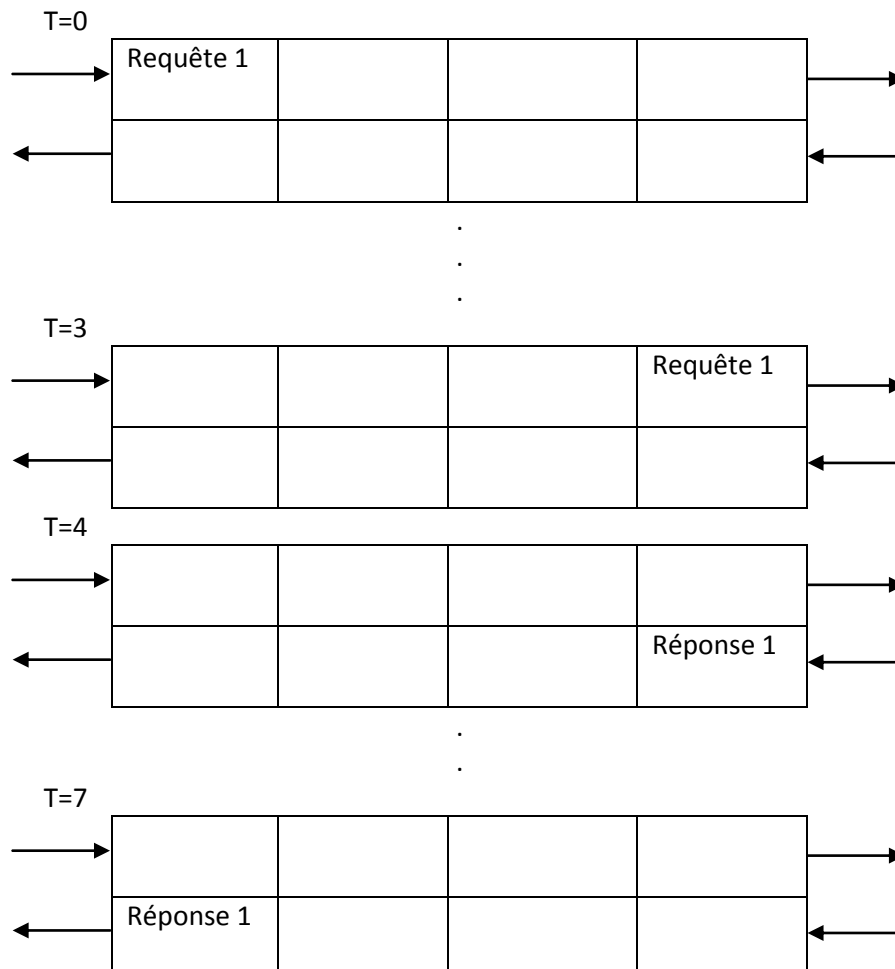 T=0
Requête 1
.
.
.
T=3
Requête 1
T=4
Réponse 1
.
.
T=7
Réponse 1